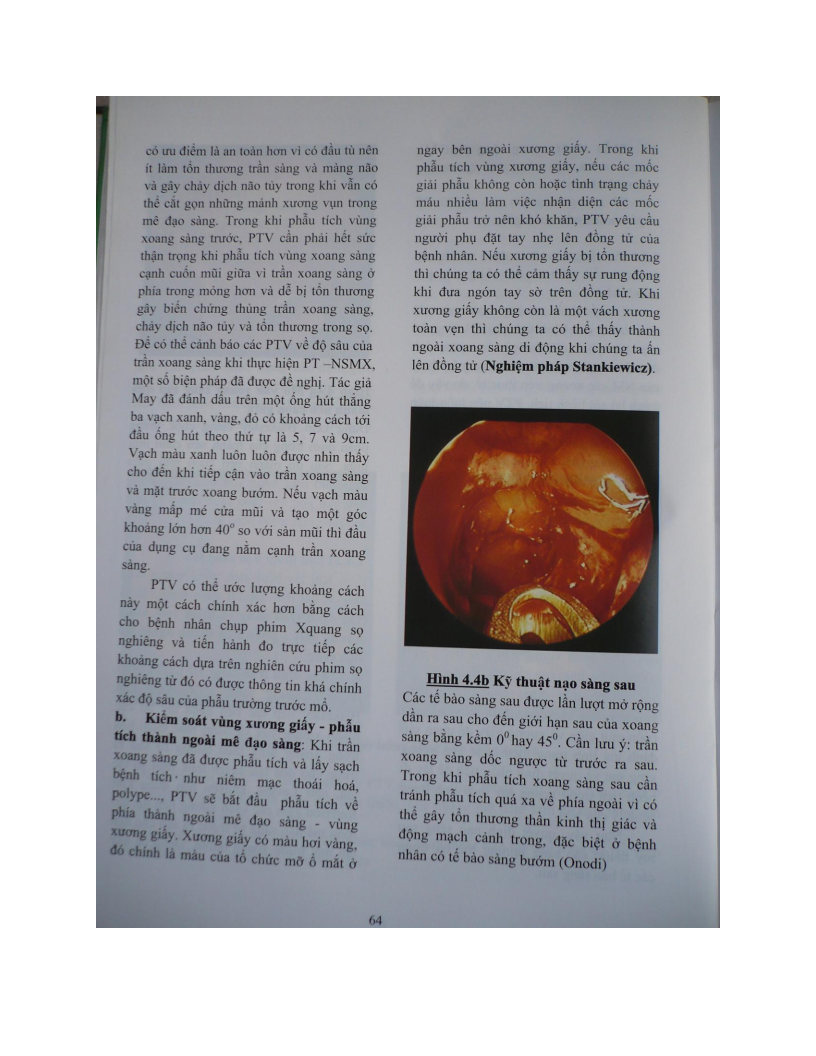 có ưu điểm là an toàn hơn vì có đầu tù nên
ít làm tổn thương trần sàng và màng não
và gây chảy dịch não tủy trong khi vẫn có
thể cắt gọn những mảnh xương vụn trong
mê đạo sàng. Trong khi phẫu tích vùng
xoang sàng trước, PTV cần phải hết sức
thận trọng khi phẫu tích vùng xoang sàng
cạnh cuốn mũi giữa vì trần xoang sàng ở
phía trong mỏng hơn và dễ bị tổn thương
gây biến chứng thủng trần xoang sàng,
chảy dịch não tủy và tổn thương trong sọ.
Để có thể cảnh báo các PTV về độ sâu của
trần xoang sàng khi thực hiện PT –NSMX,
một số biện pháp đã được đề nghị. Tác giả
May đã đánh dấu trên một ống hút thẳng
ba vạch xanh, vàng, đỏ có khoảng cách tới
đầu ống hút theo thứ tự là 5, 7 và 9cm.
Vạch màu xanh luôn luôn được nhìn thấy
cho đến khi tiếp cận vào trần xoang sàng
và mặt trước xoang bướm. Nếu vạch màu
vàng mấp mé cửa mũi và tạo một góc
khoảng lớn hơn 40º so với sàn mũi thì đầu
của dụng cụ đang nằm cạnh trần xoang
sàng.
PTV có thể ước lượng khoảng cách
này một cách chính xác hơn bằng cách
cho bệnh nhân chụp phim Xquang sọ
nghiêng và tiến hành đo trực tiếp các
khoảng cách dựa trên nghiên cứu phim sọ
nghiêng từ đó có được thông tin khá chính
xác độ sâu của phẫu trường trước mổ.
b. Kiểm soát vùng xương giấy - phẫu
tích thành ngoài mê đạo sàng: Khi trần
xoang sàng đã được phẫu tích và lấy sạch
bệnh tích như niêm mạc thoái hoá,
polype..., PTV sẽ bắt đầu phẫu tích về
phía thành ngoài mê đạo sàng - vùng
xương giấy. Xương giấy có màu hơi vàng,
đó chính là màu của tổ chức mỡ ổ mắt ở
ngay bên ngoài xương giấy. Trong khi
phẫu tích vùng xương giấy, nếu các mốc
giải phẫu không còn hoặc tình trạng chảy
máu nhiều làm việc nhận diện các mốc
giải phẫu trở nên khó khăn, PTV yêu cầu
người phụ đặt tay nhẹ lên đồng tử của
bệnh nhân. Nếu xương giấy bị tổn thương
thì chúng ta có thể cảm thấy sự rung động
khi đưa ngón tay sờ trên đồng tử. Khi
xương giấy không còn là một vách xương
toàn vẹn thì chúng ta có thể thấy thành
ngoài xoang sàng di động khi chúng ta ấn
lên đồng tử (Nghiệm pháp Stankiewicz).
Hình 4.4b Kỹ thuật nạo sàng sau
Các tế bào sàng sau được lần lượt mở rộng
dần ra sau cho đến giới hạn sau của xoang
sàng bằng kềm 0⁰ hay 45⁰. Cần lưu ý: trần
xoang sàng dốc ngược từ trước ra sau.
Trong khi phẫu tích xoang sàng sau cần
tránh phẫu tích quá xa về phía ngoài vì có
thể gây tổn thương thần kinh thị giác và
động mạch cảnh trong, đặc biệt ở bệnh
nhân có tế bào sàng bướm (Onodi)
64